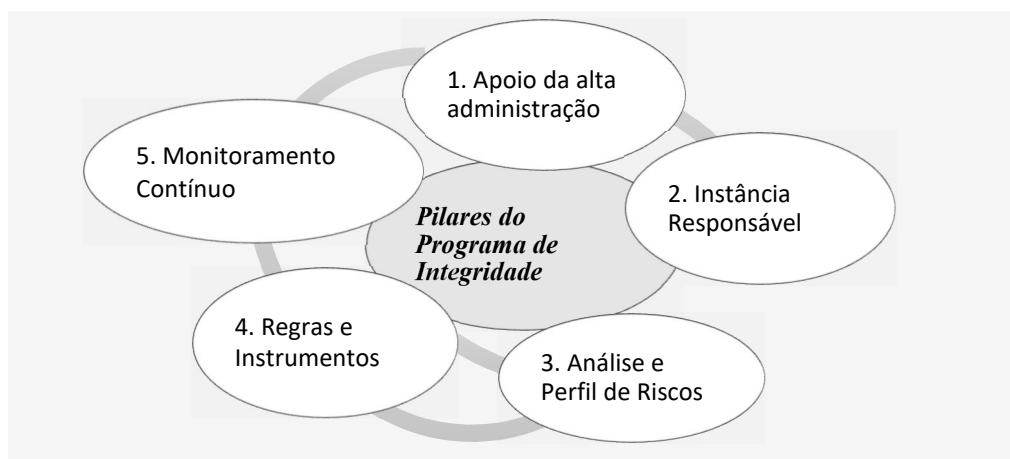 1. Apoio da alta
administração
2. Instância
Responsável
3. Análise e
Perfil de Riscos
4. Regras e
Instrumentos
5. Monitoramento
Contínuo
Pilares do
Programa de
Integridade